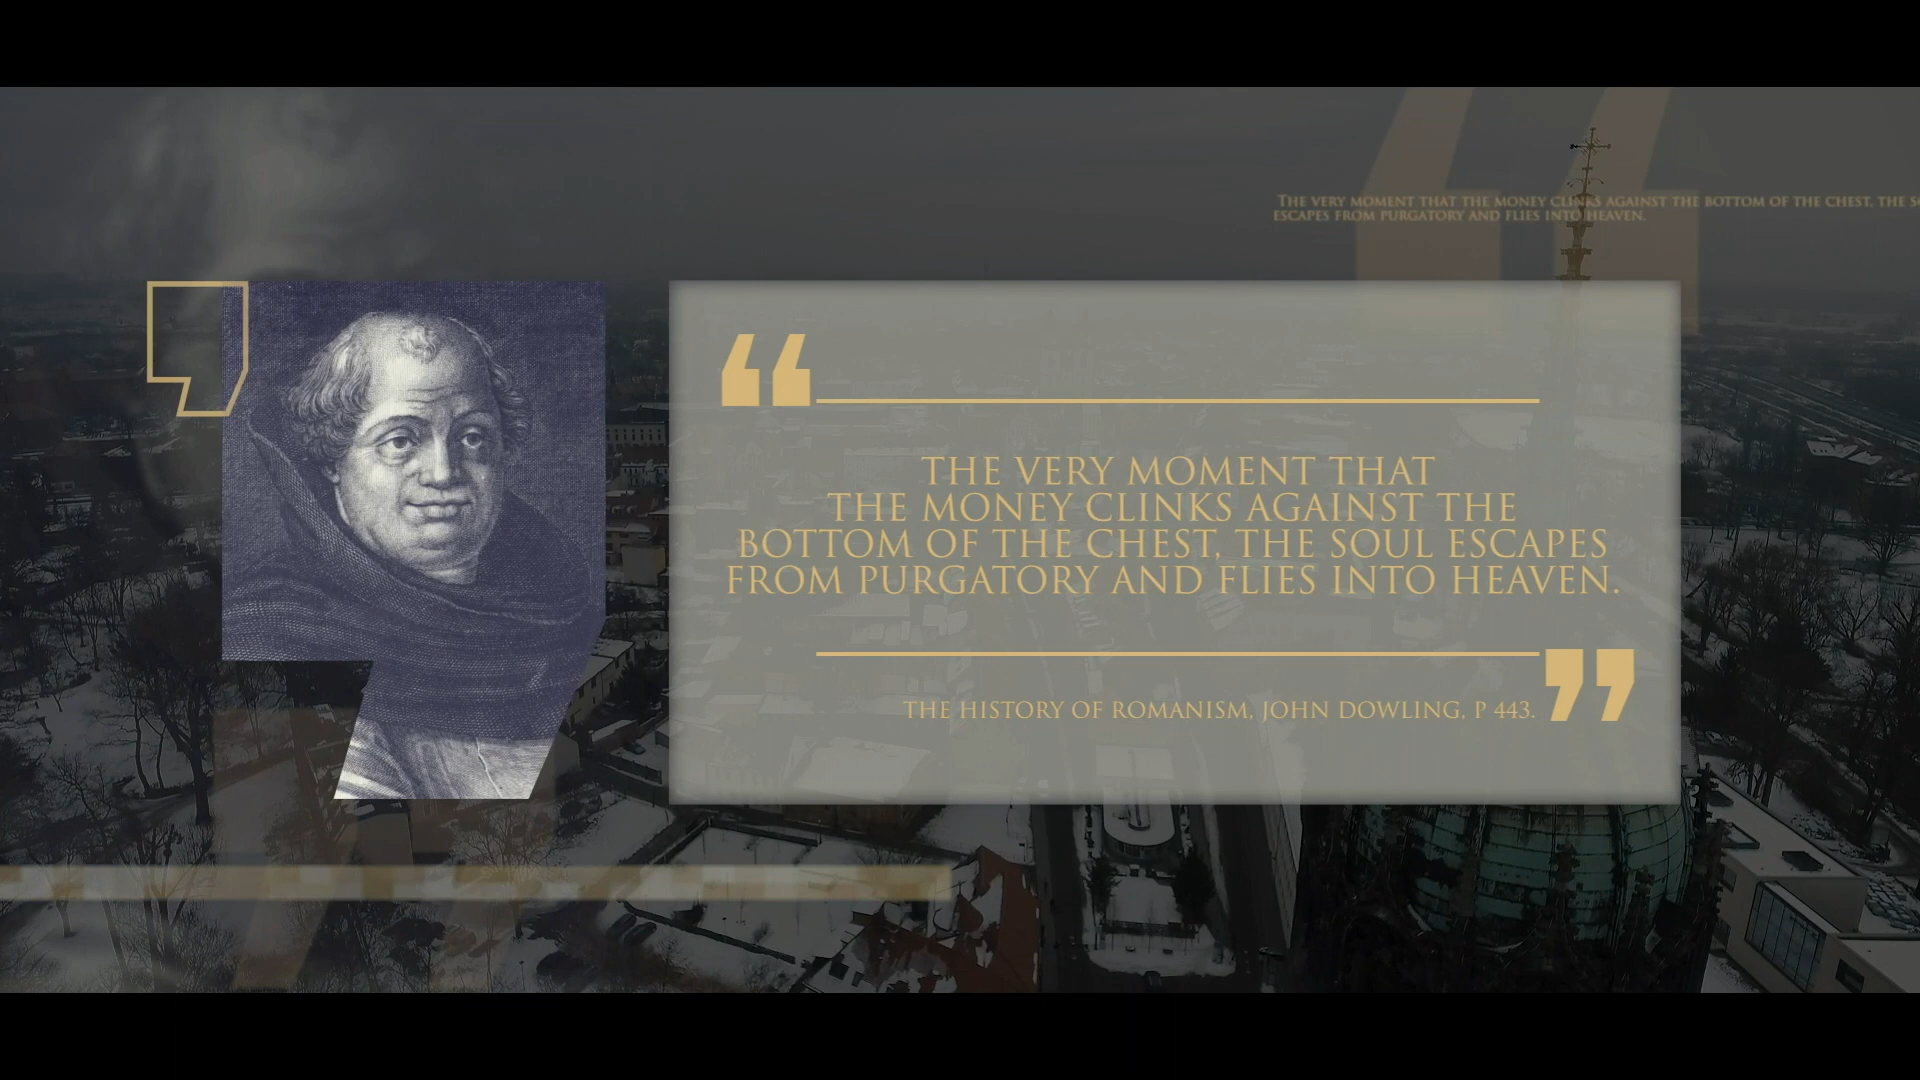 THE VERY MOMENT THAT THE MONEY CLINKS AGAINST THE BOTTOM OF THE CHEST, THE
ESCAPES FROM PURGATORY AND FLIES INTO HEAVEN.
“
THE VERY MOMENT THAT
THE MONEY CLINKS AGAINST THE
BOTTOM OF THE CHEST, THE SOUL ESCAPES
FROM PURGATORY AND FLIES INTO HEAVEN.
”
THE HISTORY OF ROMANISM, JOHN DOWLING, P 443.